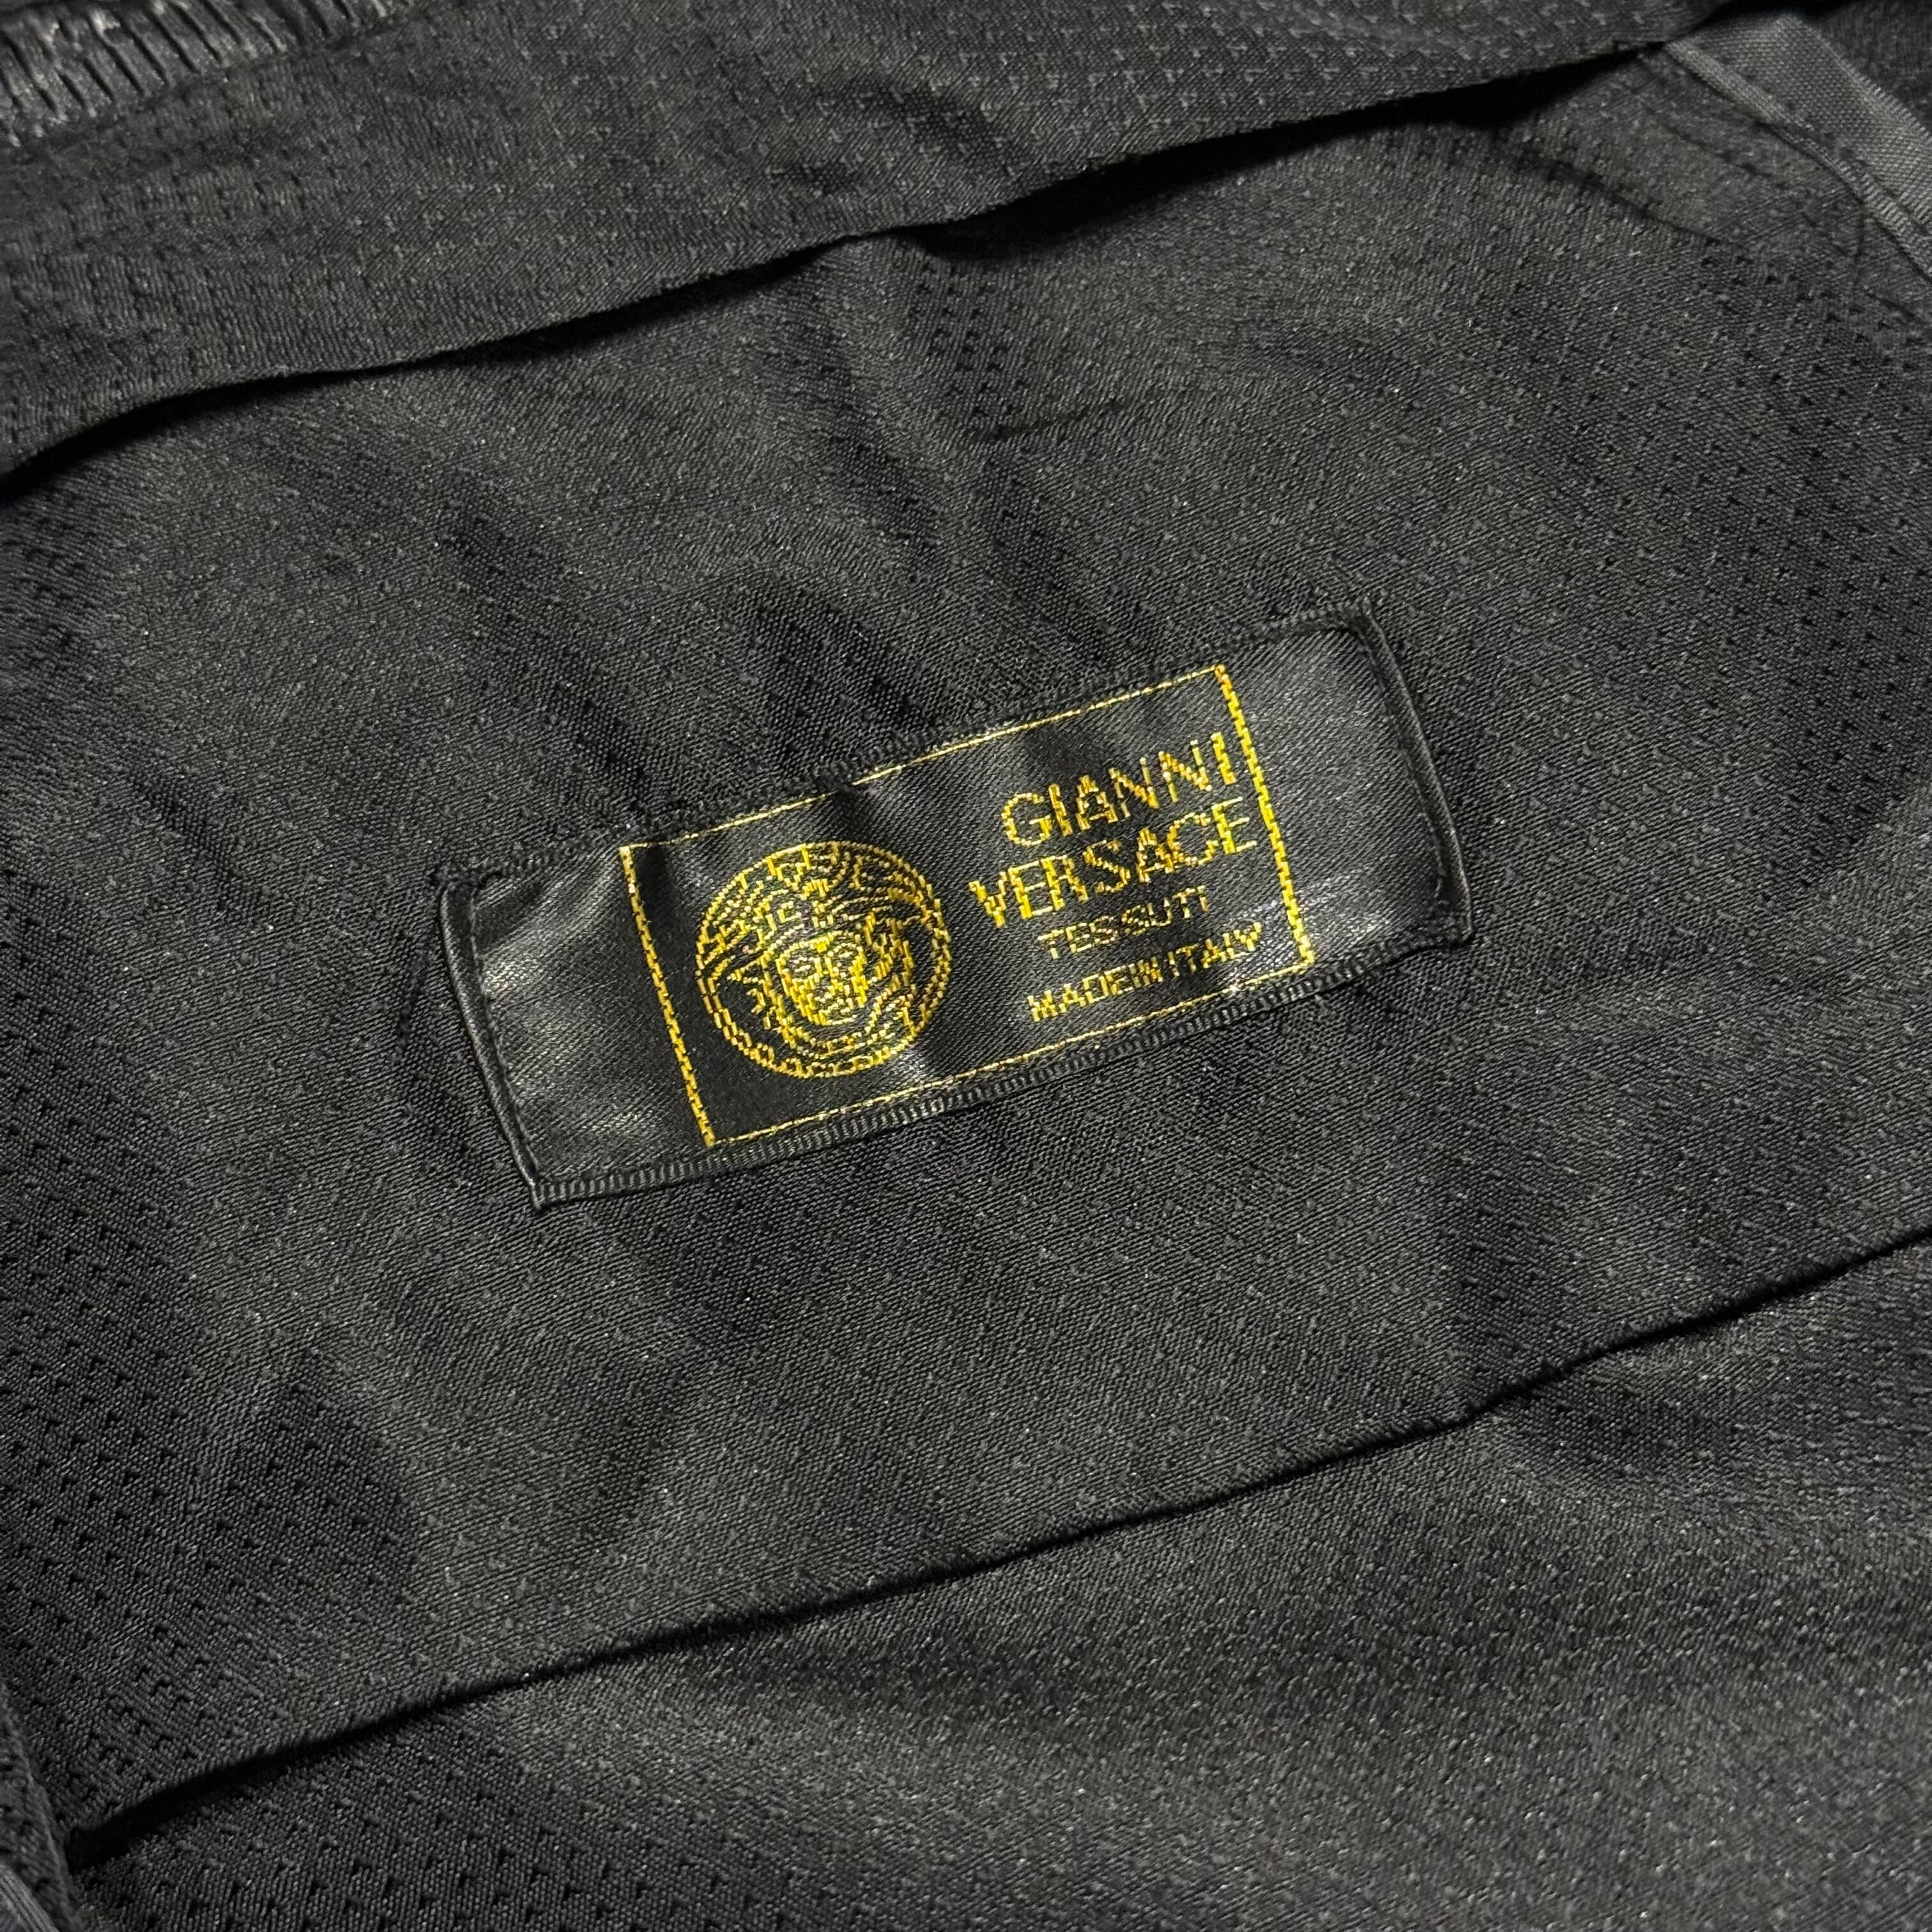 GIANNI
VERSACE
TESSUTI
MADE IN ITALY